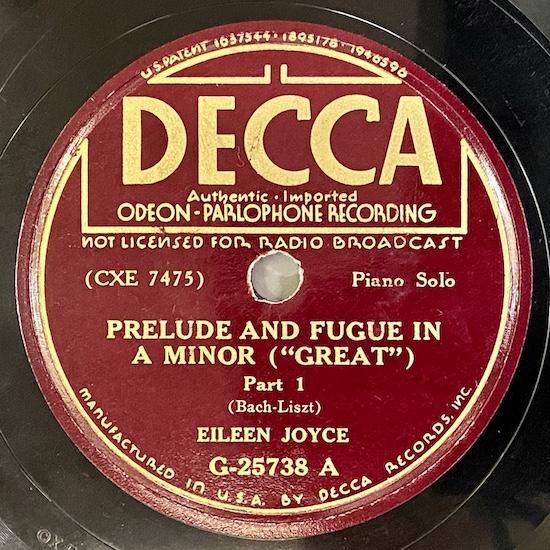 U.S. PATENT 1637544 · 1895178 · 1946596
DECCA
Authentic · Imported
ODEON - PARLOPHONE RECORDING
NOT LICENSED FOR RADIO BROADCAST
(CXE 7475) Piano Solo
PRELUDE AND FUGUE IN
A MINOR ("GREAT")
Part 1
(Bach-Liszt)
EILEEN JOYCE
G-25738 A
MANUFACTURED IN U.S.A. BY DECCA RECORDS, INC.